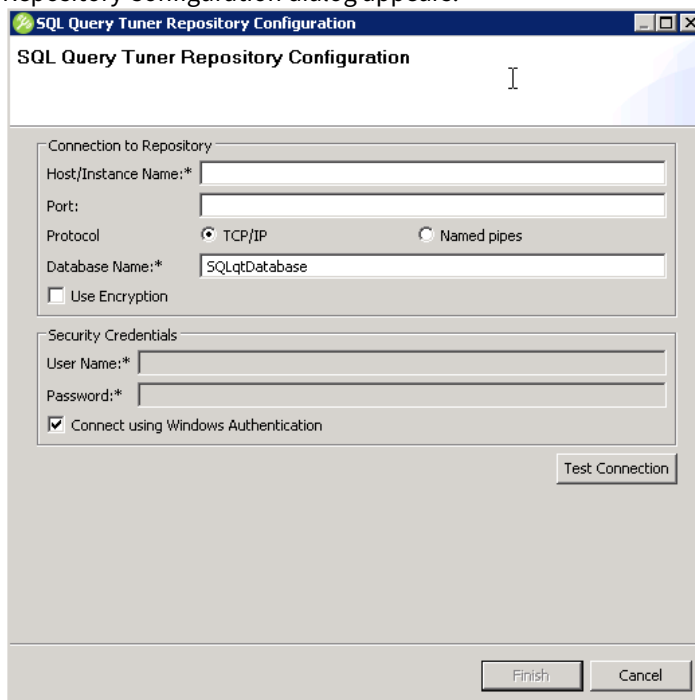 Repository Configuration dialog appears.
SQL Query Tuner Repository Configuration
SQL Query Tuner Repository Configuration
Connection to Repository
Host/Instance Name:*
Port:
Protocol TCP/IP Named pipes
Database Name:* SQLqtDatabase
Use Encryption
Security Credentials
User Name:*
Password:*
Connect using Windows Authentication
Test Connection
Finish Cancel